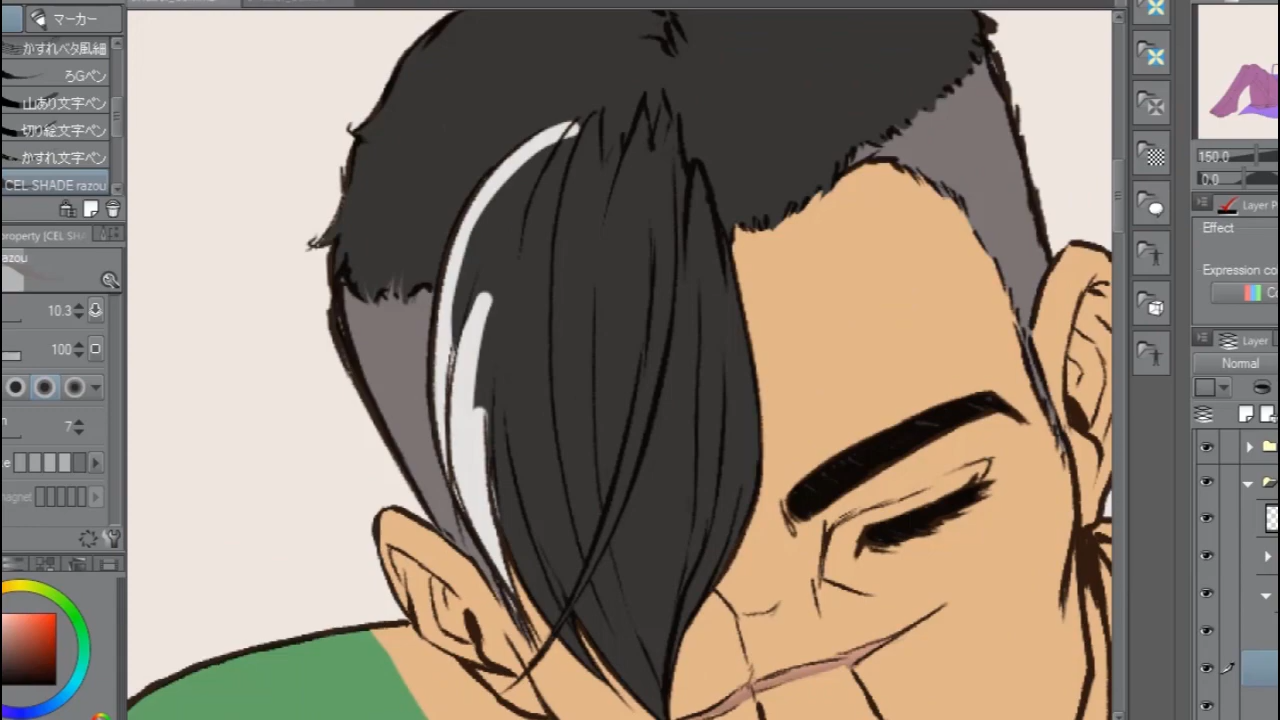 マーカー
かすれベタ風細
ろGペン
山あり文字ペン
切り絵文字ペン
かすれ文字ペン
CEL SHADE razou
property [CEL SHA
azou
10.3
100
7
magnet
150.0
0.0
Layer P
Effect
Expression co
C
Layer
Normal